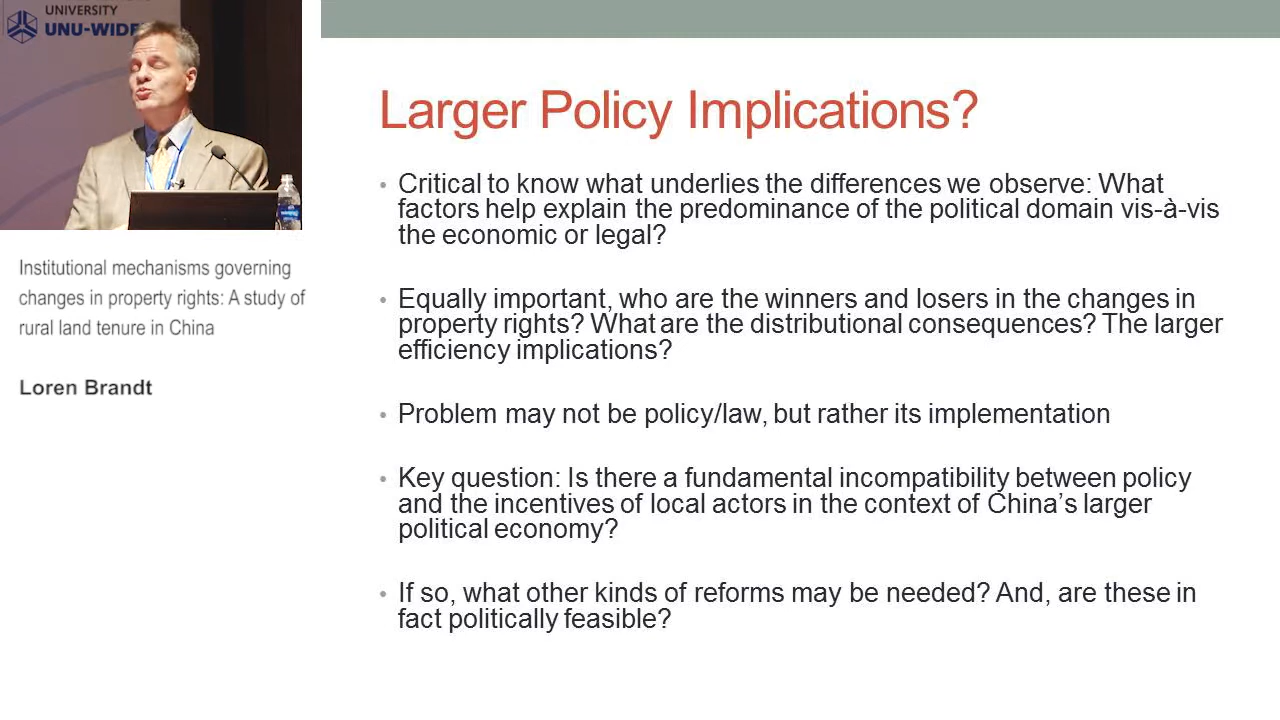 UNIVERSITY
UNU-WIDE
Larger Policy Implications?
• Critical to know what underlies the differences we observe: What
factors help explain the predominance of the political domain vis-à-vis
the economic or legal?
• Equally important, who are the winners and losers in the changes in
property rights? What are the distributional consequences? The larger
efficiency implications?
• Problem may not be policy/law, but rather its implementation
• Key question: Is there a fundamental incompatibility between policy
and the incentives of local actors in the context of China’s larger
political economy?
• If so, what other kinds of reforms may be needed? And, are these in
fact politically feasible?
Institutional mechanisms governing
changes in property rights: A study of
rural land tenure in China
Loren Brandt